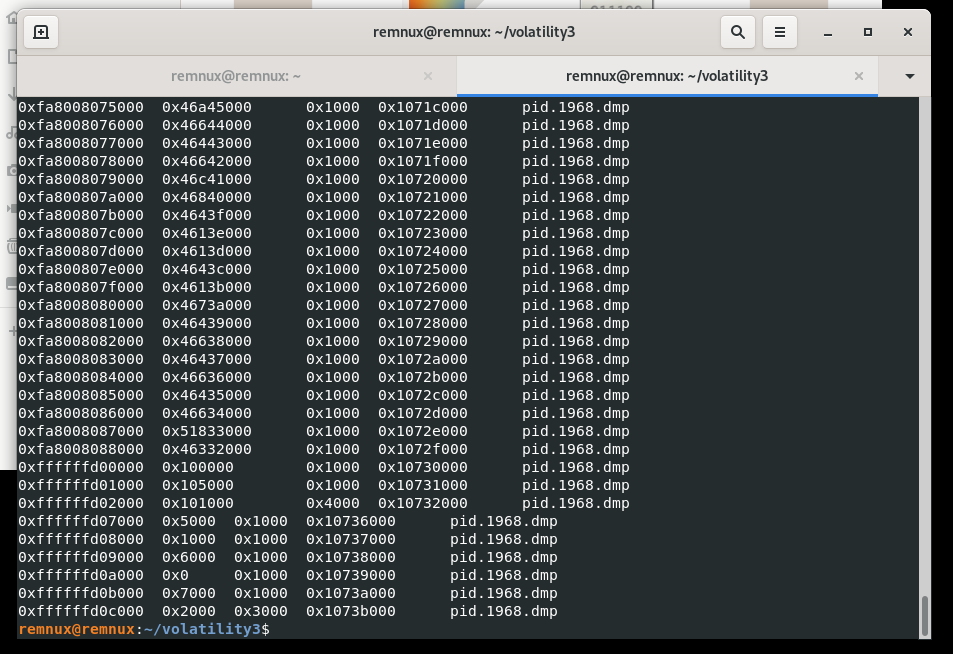 remnux@remnux: ~/volatility3
remnux@remnux: ~
remnux@remnux: ~/volatility3
0xfa8008075000 0x46a45000 0x1000 0x1071c000 pid.1968.dmp
0xfa8008076000 0x46644000 0x1000 0x1071d000 pid.1968.dmp
0xfa8008077000 0x46443000 0x1000 0x1071e000 pid.1968.dmp
0xfa8008078000 0x46642000 0x1000 0x1071f000 pid.1968.dmp
0xfa8008079000 0x46c41000 0x1000 0x10720000 pid.1968.dmp
0xfa800807a000 0x46840000 0x1000 0x10721000 pid.1968.dmp
0xfa800807b000 0x4643f000 0x1000 0x10722000 pid.1968.dmp
0xfa800807c000 0x4613e000 0x1000 0x10723000 pid.1968.dmp
0xfa800807d000 0x4613d000 0x1000 0x10724000 pid.1968.dmp
0xfa800807e000 0x4643c000 0x1000 0x10725000 pid.1968.dmp
0xfa800807f000 0x4613b000 0x1000 0x10726000 pid.1968.dmp
0xfa8008080000 0x4673a000 0x1000 0x10727000 pid.1968.dmp
0xfa8008081000 0x46439000 0x1000 0x10728000 pid.1968.dmp
0xfa8008082000 0x46638000 0x1000 0x10729000 pid.1968.dmp
0xfa8008083000 0x46437000 0x1000 0x1072a000 pid.1968.dmp
0xfa8008084000 0x46636000 0x1000 0x1072b000 pid.1968.dmp
0xfa8008085000 0x46435000 0x1000 0x1072c000 pid.1968.dmp
0xfa8008086000 0x46634000 0x1000 0x1072d000 pid.1968.dmp
0xfa8008087000 0x51833000 0x1000 0x1072e000 pid.1968.dmp
0xfa8008088000 0x46332000 0x1000 0x1072f000 pid.1968.dmp
0xffffffd00000 0x100000 0x1000 0x10730000 pid.1968.dmp
0xffffffd01000 0x105000 0x1000 0x10731000 pid.1968.dmp
0xffffffd02000 0x101000 0x4000 0x10732000 pid.1968.dmp
0xffffffd07000 0x5000 0x1000 0x10736000 pid.1968.dmp
0xffffffd08000 0x1000 0x1000 0x10737000 pid.1968.dmp
0xffffffd09000 0x6000 0x1000 0x10738000 pid.1968.dmp
0xffffffd0a000 0x0 0x1000 0x10739000 pid.1968.dmp
0xffffffd0b000 0x7000 0x1000 0x1073a000 pid.1968.dmp
0xffffffd0c000 0x2000 0x3000 0x1073b000 pid.1968.dmp
remnux@remnux:~/volatility3$